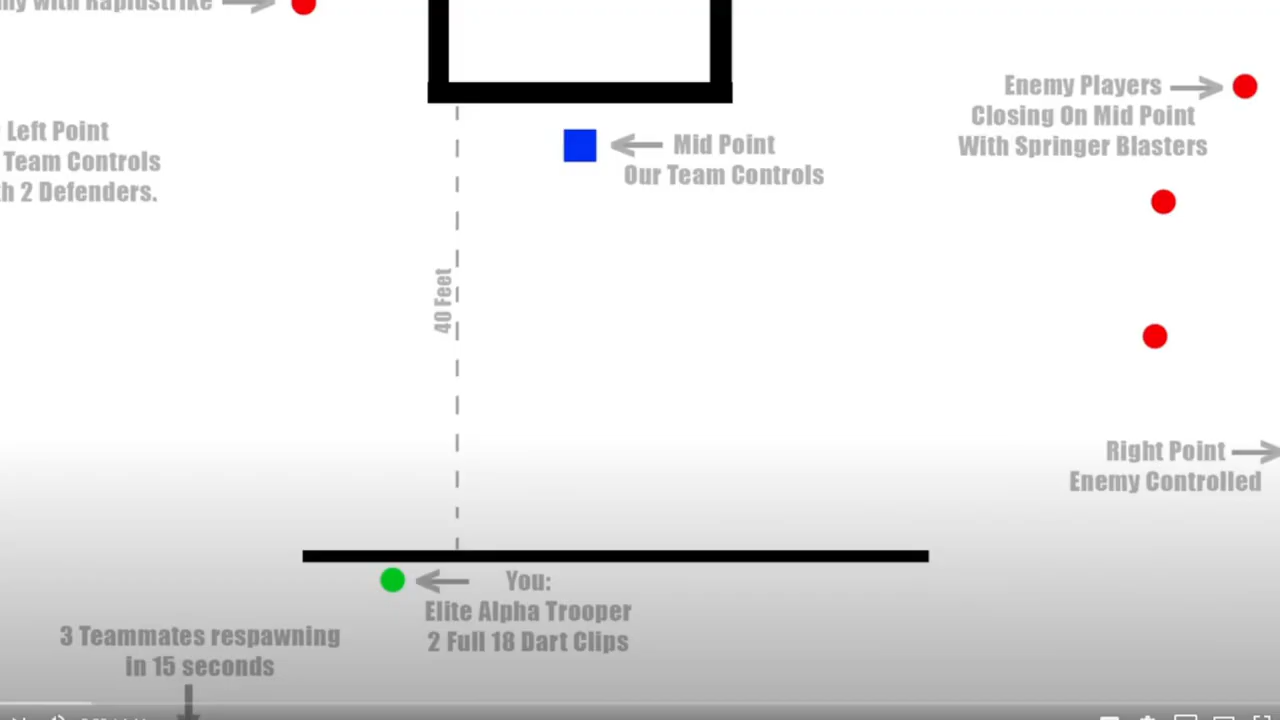 with Rapidstrike
Enemy Players
Closing On Mid Point
With Springer Blasters
Left Point
Team Controls
2 Defenders.
Mid Point
Our Team Controls
40 Feet
Right Point
Enemy Controlled
You:
Elite Alpha Trooper
2 Full 18 Dart Clips
3 Teammates respawning
in 15 seconds